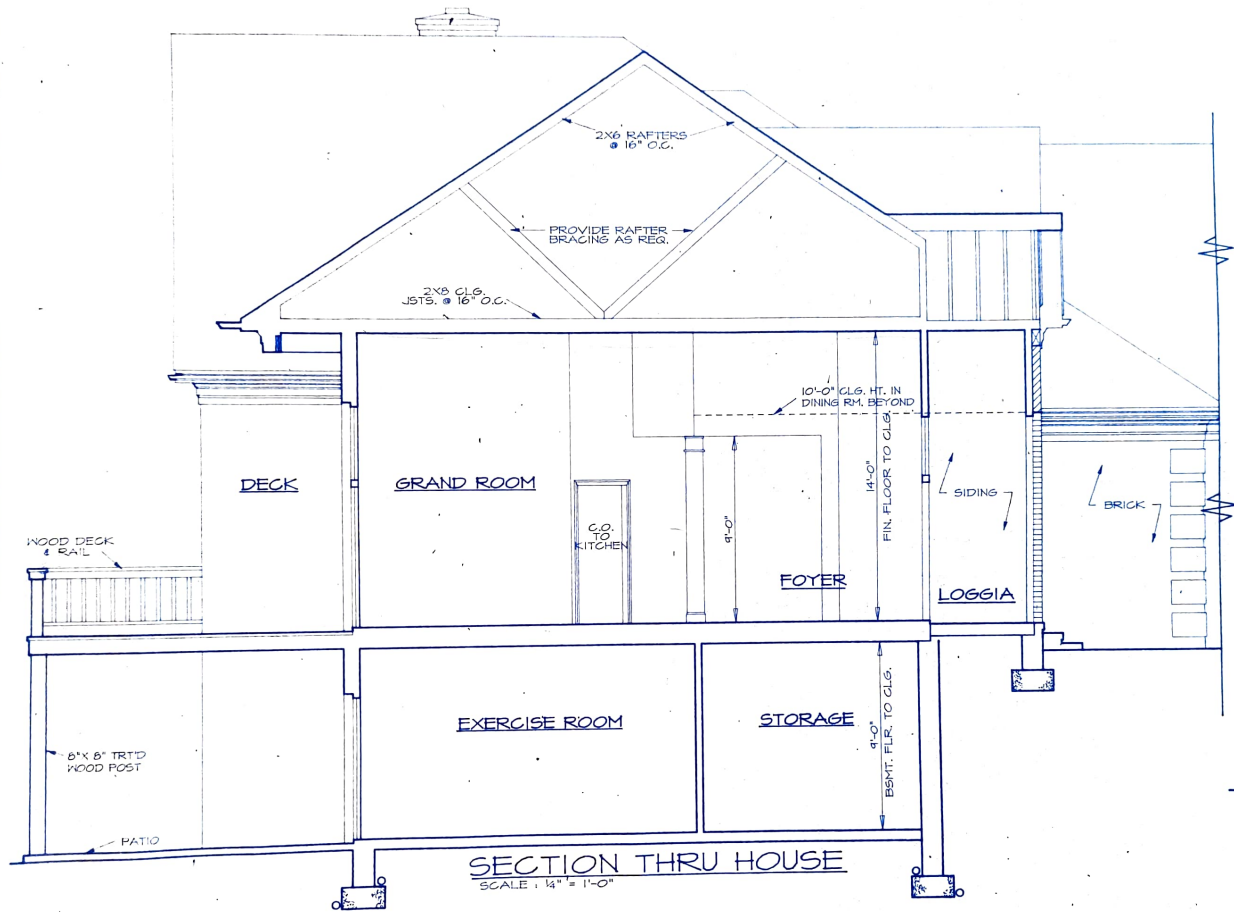 2X6 RAFTERS
@ 16" O.C.
PROVIDE RAFTER
BRACING AS REQ.
2X8 CLG.
JSTS. @ 16" O.C.
10'-0" CLG. HT. IN
DINING RM. BEYOND
DECK
GRAND ROOM
C.O.
TO
KITCHEN
9'-0"
14'-0"
FIN. FLOOR TO CLG.
SIDING
BRICK
WOOD DECK
& RAIL
FOYER
LOGGIA
EXERCISE ROOM
STORAGE
9'-0"
BSMT. FLR. TO CLG.
8"X 8" TRT'D
WOOD POST
PATIO
SECTION THRU HOUSE
SCALE : 1/4" = 1'-0"